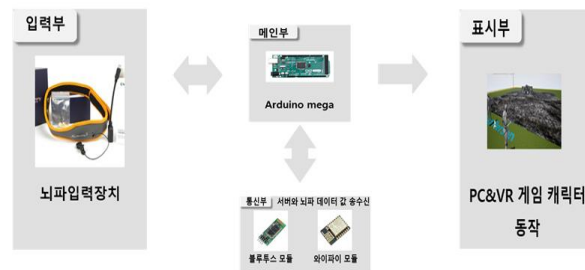 입력부
뇌파입력장치
메인부
Arduino mega
통신부 서버와 뇌파 데이터 값 송수신
블루투스 모듈 와이파이 모듈
표시부
PC&VR 게임 캐릭터
동작